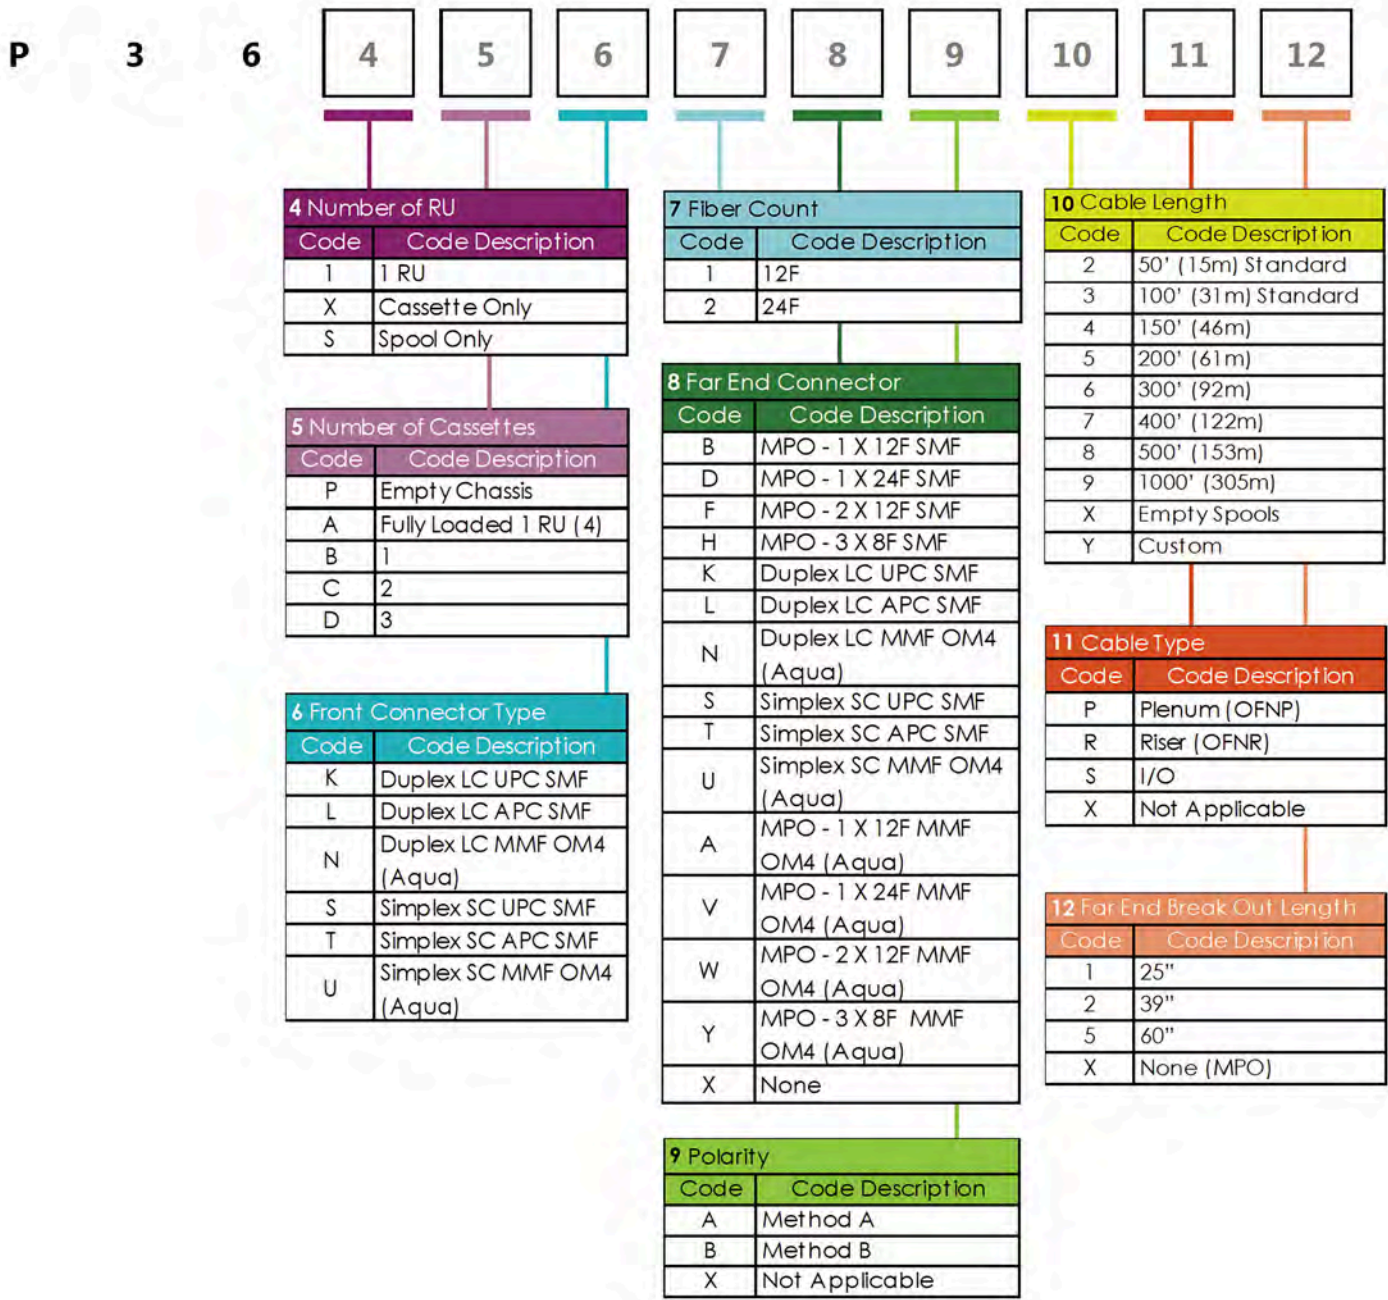 P 3 6 4 5 6 7 8 9 10 11 12
4 Number of RU
Code Code Description
1 1 RU
X Cassette Only
S Spool Only
5 Number of Cassettes
Code Code Description
P Empty Chassis
A Fully Loaded 1 RU (4)
B 1
C 2
D 3
6 Front Connector Type
Code Code Description
K Duplex LC UPC SMF
L Duplex LC APC SMF
N Duplex LC MMF OM4
(Aqua)
S Simplex SC UPC SMF
T Simplex SC APC SMF
U Simplex SC MMF OM4
(Aqua)
7 Fiber Count
Code Code Description
1 12F
2 24F
8 Far End Connector
Code Code Description
B MPO - 1 X 12F SMF
D MPO - 1 X 24F SMF
F MPO - 2 X 12F SMF
H MPO - 3 X 8F SMF
K Duplex LC UPC SMF
L Duplex LC APC SMF
N Duplex LC MMF OM4
(Aqua)
S Simplex SC UPC SMF
T Simplex SC APC SMF
U Simplex SC MMF OM4
(Aqua)
A MPO - 1 X 12F MMF
OM4 (Aqua)
V MPO - 1 X 24F MMF
OM4 (Aqua)
W MPO - 2 X 12F MMF
OM4 (Aqua)
Y MPO - 3 X 8F MMF
OM4 (Aqua)
X None
9 Polarity
Code Code Description
A Method A
B Method B
X Not Applicable
10 Cable Length
Code Code Description
2 50' (15m) Standard
3 100' (31m) Standard
4 150' (46m)
5 200' (61m)
6 300' (92m)
7 400' (122m)
8 500' (153m)
9 1000' (305m)
X Empty Spools
Y Custom
11 Cable Type
Code Code Description
P Plenum (OFNP)
R Riser (OFNR)
S I/O
X Not Applicable
12 Far End Break Out Length
Code Code Description
1 25”
2 39”
5 60”
X None (MPO)